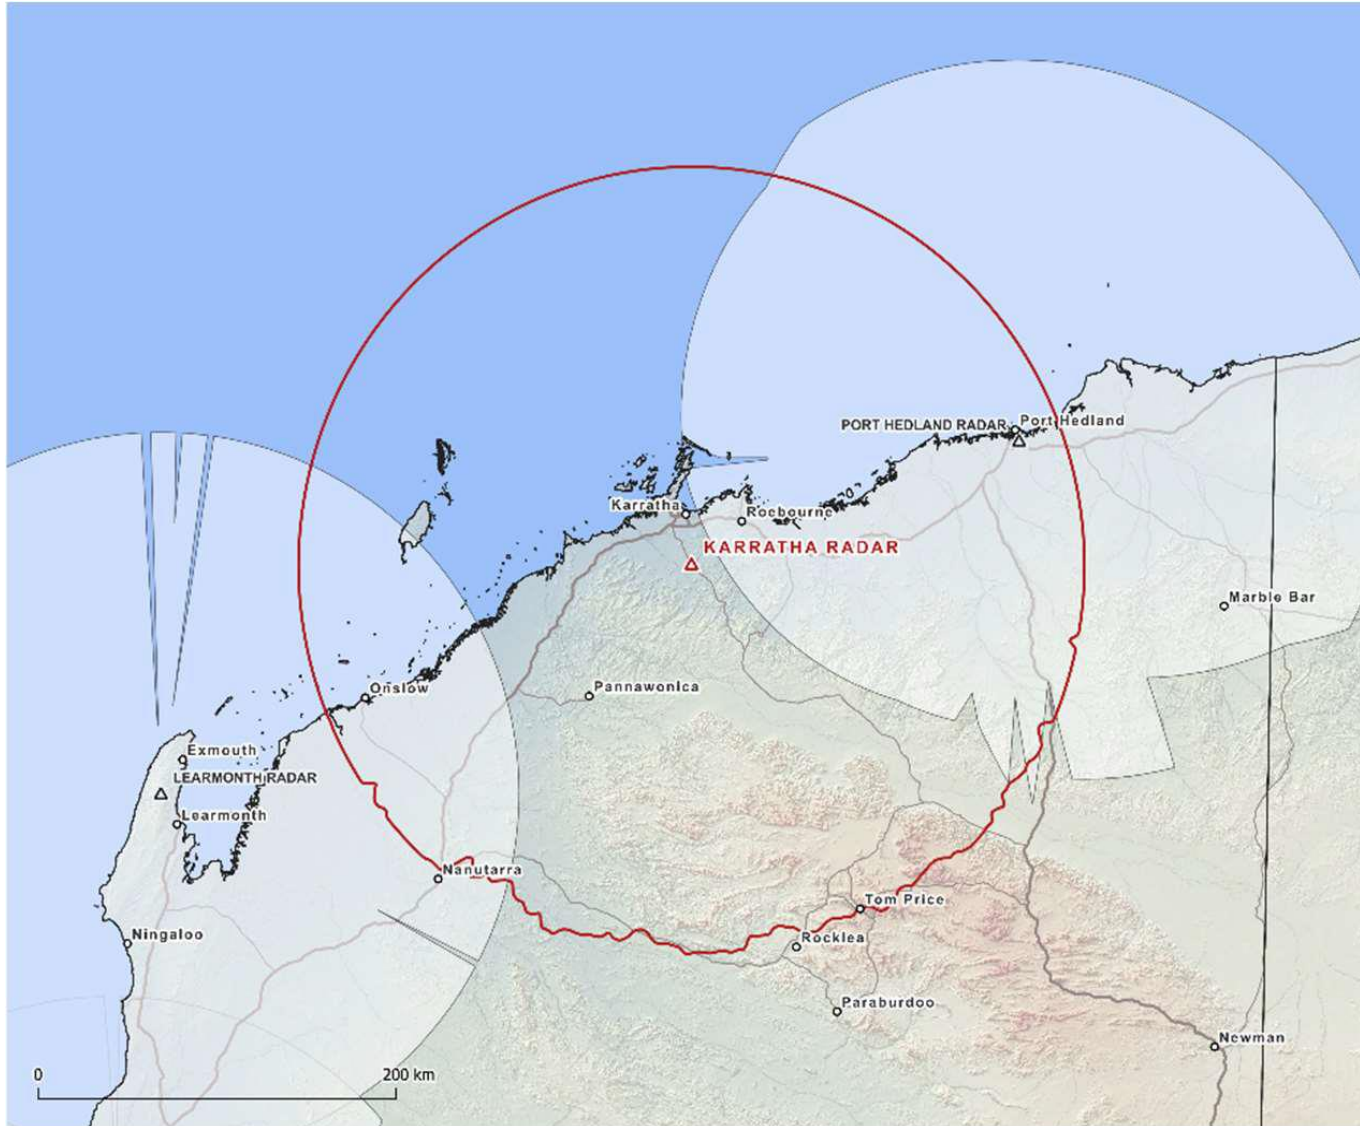 PORT HEDLAND RADAR
Port Hedland
Karratha
Roebourne
KARRATHA RADAR
Marble Bar
Onslow
Pannawonica
Exmouth
LEARMONTH RADAR
Learmonth
Nanutarra
Tom Price
Ningaloo
Rocklea
Paraburdoo
Newman
0
200 km